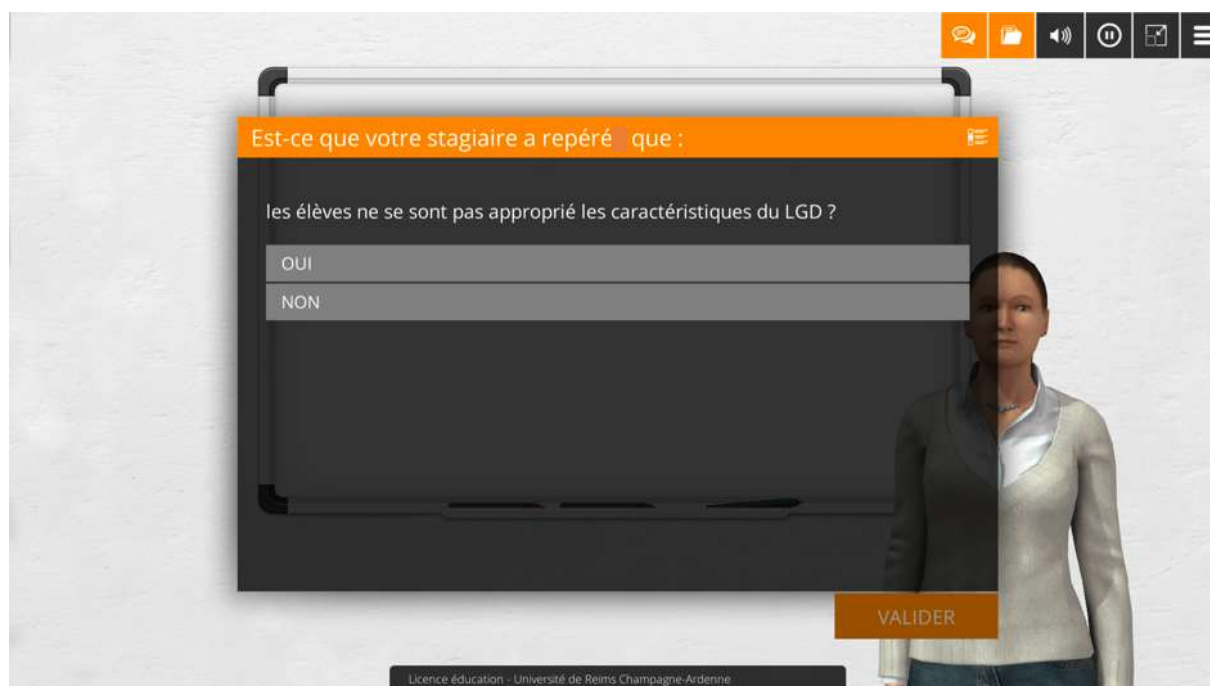 Est-ce que votre stagiaire a repéré que :
les élèves ne se sont pas approprié les caractéristiques du LGD ?
OUI
NON
VALIDER
Licence éducation - Université de Reims Champagne-Ardenne